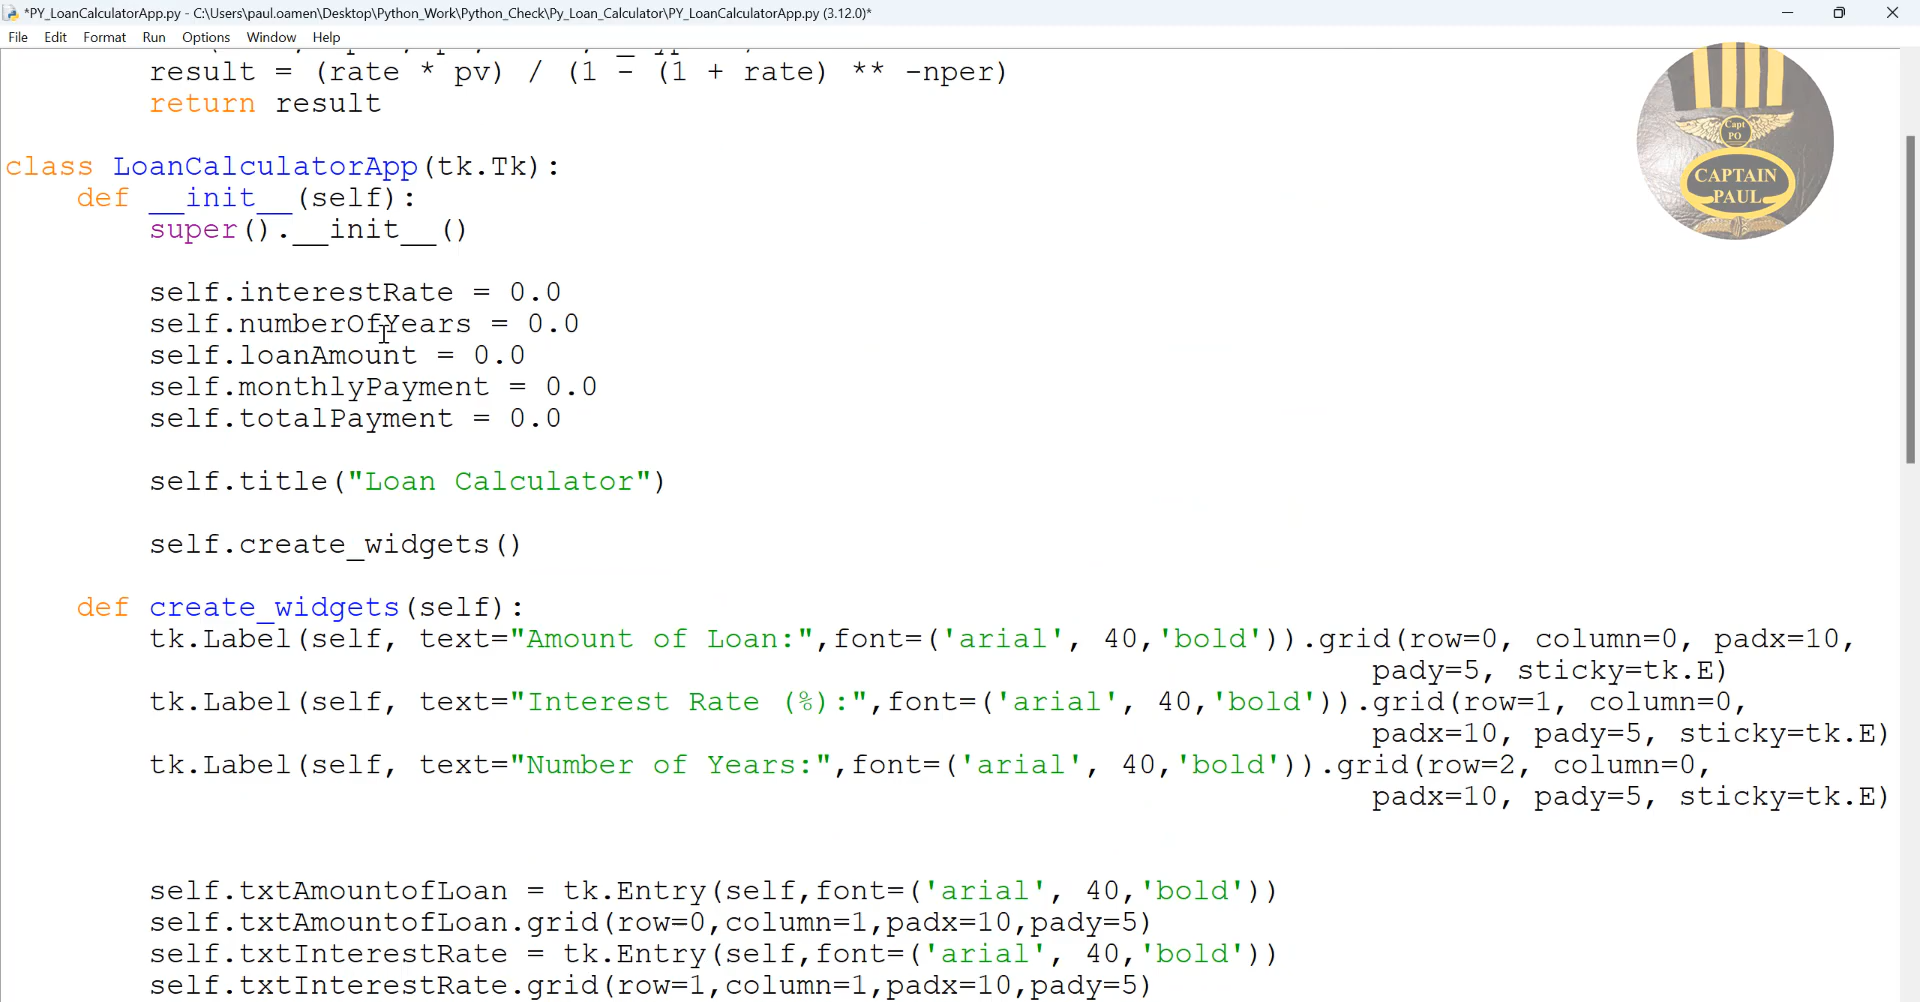 *PY_LoanCalculatorApp.py - C:\Users\paul.oamen\Desktop\Python_Work\Python_Check\Py_Loan_Calculator\PY_LoanCalculatorApp.py (3.12.0)*
File Edit Format Run Options Window Help
result = (rate * pv) / (1 - (1 + rate) ** -nper)
return result
class LoanCalculatorApp(tk.Tk):
def __init__(self):
super().__init__()
self.interestRate = 0.0
self.numberOfYears = 0.0
self.loanAmount = 0.0
self.monthlyPayment = 0.0
self.totalPayment = 0.0
self.title("Loan Calculator")
self.create_widgets()
def create_widgets(self):
tk.Label(self, text="Amount of Loan:",font=('arial', 40,'bold')).grid(row=0, column=0, padx=10,
pady=5, sticky=tk.E)
tk.Label(self, text="Interest Rate (%):",font=('arial', 40,'bold')).grid(row=1, column=0,
padx=10, pady=5, sticky=tk.E)
tk.Label(self, text="Number of Years:",font=('arial', 40,'bold')).grid(row=2, column=0,
padx=10, pady=5, sticky=tk.E)
self.txtAmountofLoan = tk.Entry(self,font=('arial', 40,'bold'))
self.txtAmountofLoan.grid(row=0,column=1,padx=10,pady=5)
self.txtInterestRate = tk.Entry(self,font=('arial', 40,'bold'))
self.txtInterestRate.grid(row=1,column=1,padx=10,pady=5)
Capt
PO
CAPTAIN
PAUL